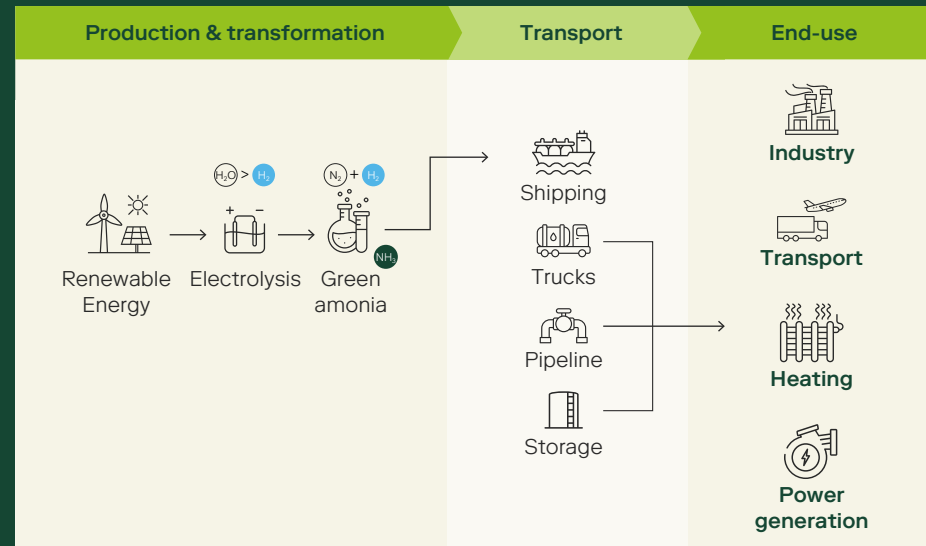 Production & transformation
Transport
End-use
H₂O > H₂
N₂ + H₂
+ −
NH₃
Renewable
Energy
Electrolysis
Green
amonia
Shipping
Trucks
Pipeline
Storage
Industry
Transport
Heating
Power
generation